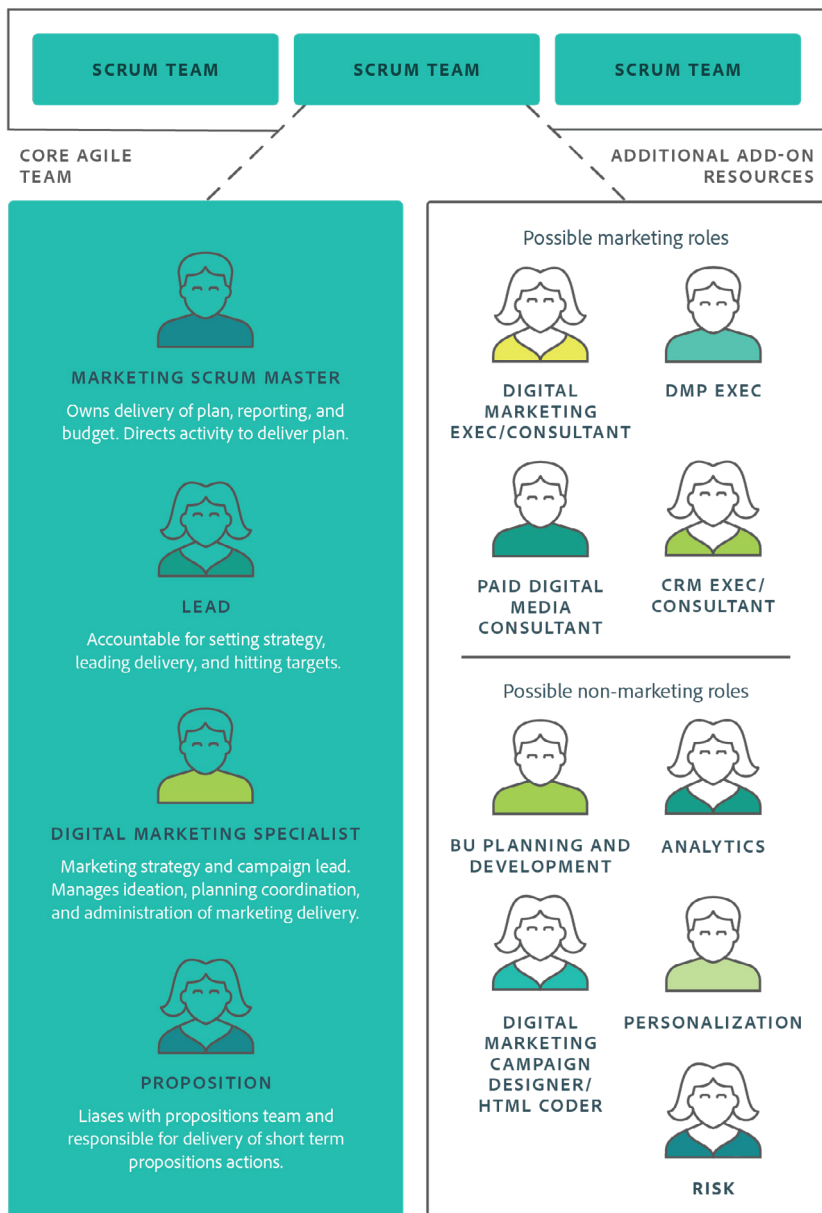 SCRUM TEAM
SCRUM TEAM
SCRUM TEAM
CORE AGILE
TEAM
ADDITIONAL ADD-ON
RESOURCES
MARKETING SCRUM MASTER
Owns delivery of plan, reporting, and
budget. Directs activity to deliver plan.
LEAD
Accountable for setting strategy,
leading delivery, and hitting targets.
DIGITAL MARKETING SPECIALIST
Marketing strategy and campaign lead.
Manages ideation, planning coordination,
and administration of marketing delivery.
PROPOSITION
Liases with propositions team and
responsible for delivery of short term
propositions actions.
Possible marketing roles
DIGITAL
MARKETING
EXEC/CONSULTANT
DMP EXEC
PAID DIGITAL
MEDIA
CONSULTANT
CRM EXEC/
CONSULTANT
Possible non-marketing roles
BU PLANNING AND
DEVELOPMENT
ANALYTICS
DIGITAL
MARKETING
CAMPAIGN
DESIGNER/
HTML CODER
PERSONALIZATION
RISK